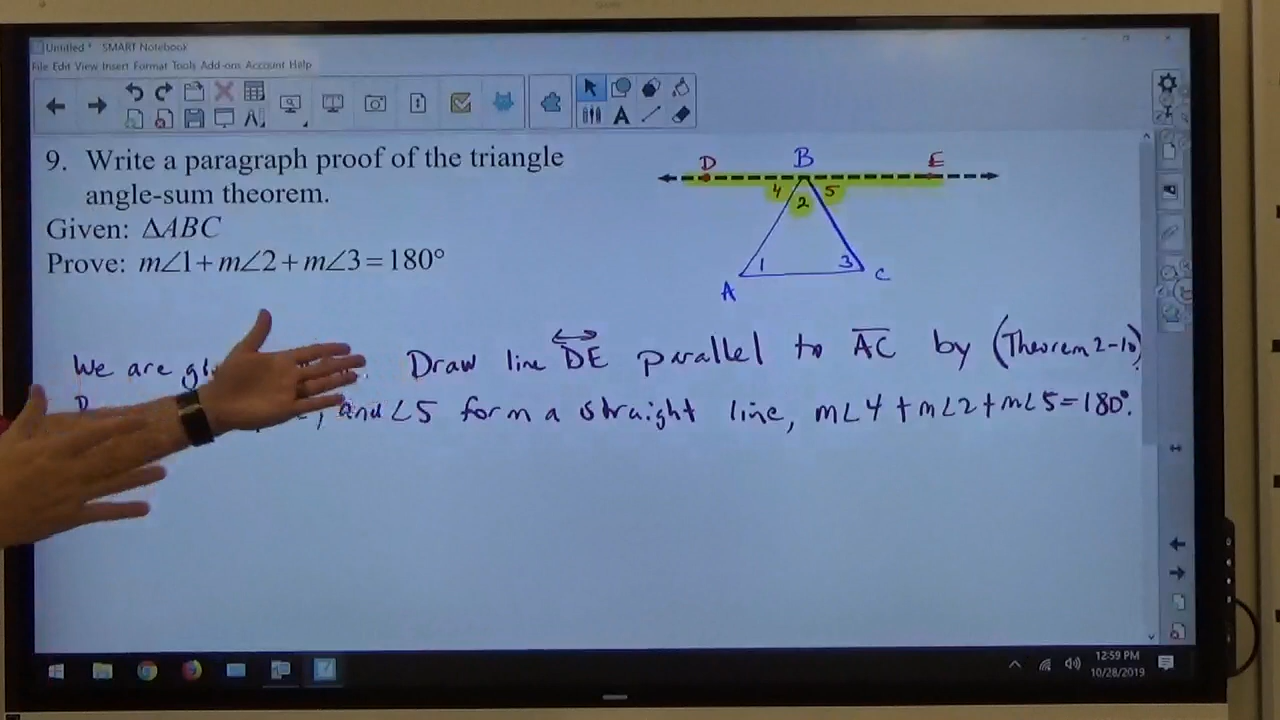 Untitled * SMART Notebook
File Edit View Insert Format Tools Add-ons Account Help
9. Write a paragraph proof of the triangle
angle-sum theorem.
Given: ΔABC
Prove: m∠1+m∠2+m∠3=180°
D B E
4 2 5
1 3
A C
We are Draw line DE parallel to AC by (Theorem 2-10)
and ∠5 form a straight line, m∠4+m∠2+m∠5=180°.
12:59 PM
10/28/2019